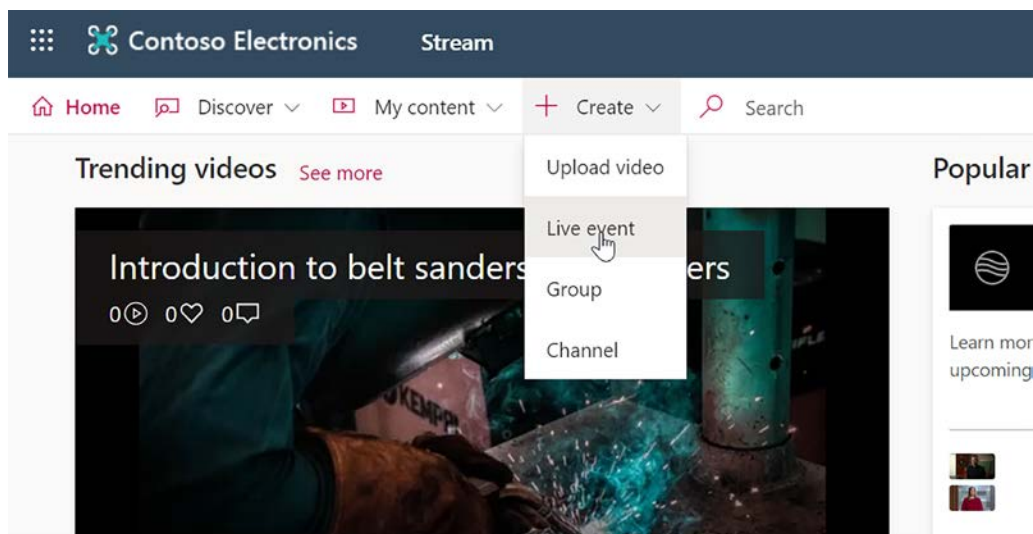 Contoso Electronics Stream
Home Discover My content Create Search
Trending videos See more
Popular
Upload video
Live event
Group
Channel
Introduction to belt sanders ers
0 0 0
Learn mor
upcoming
KEMPPI